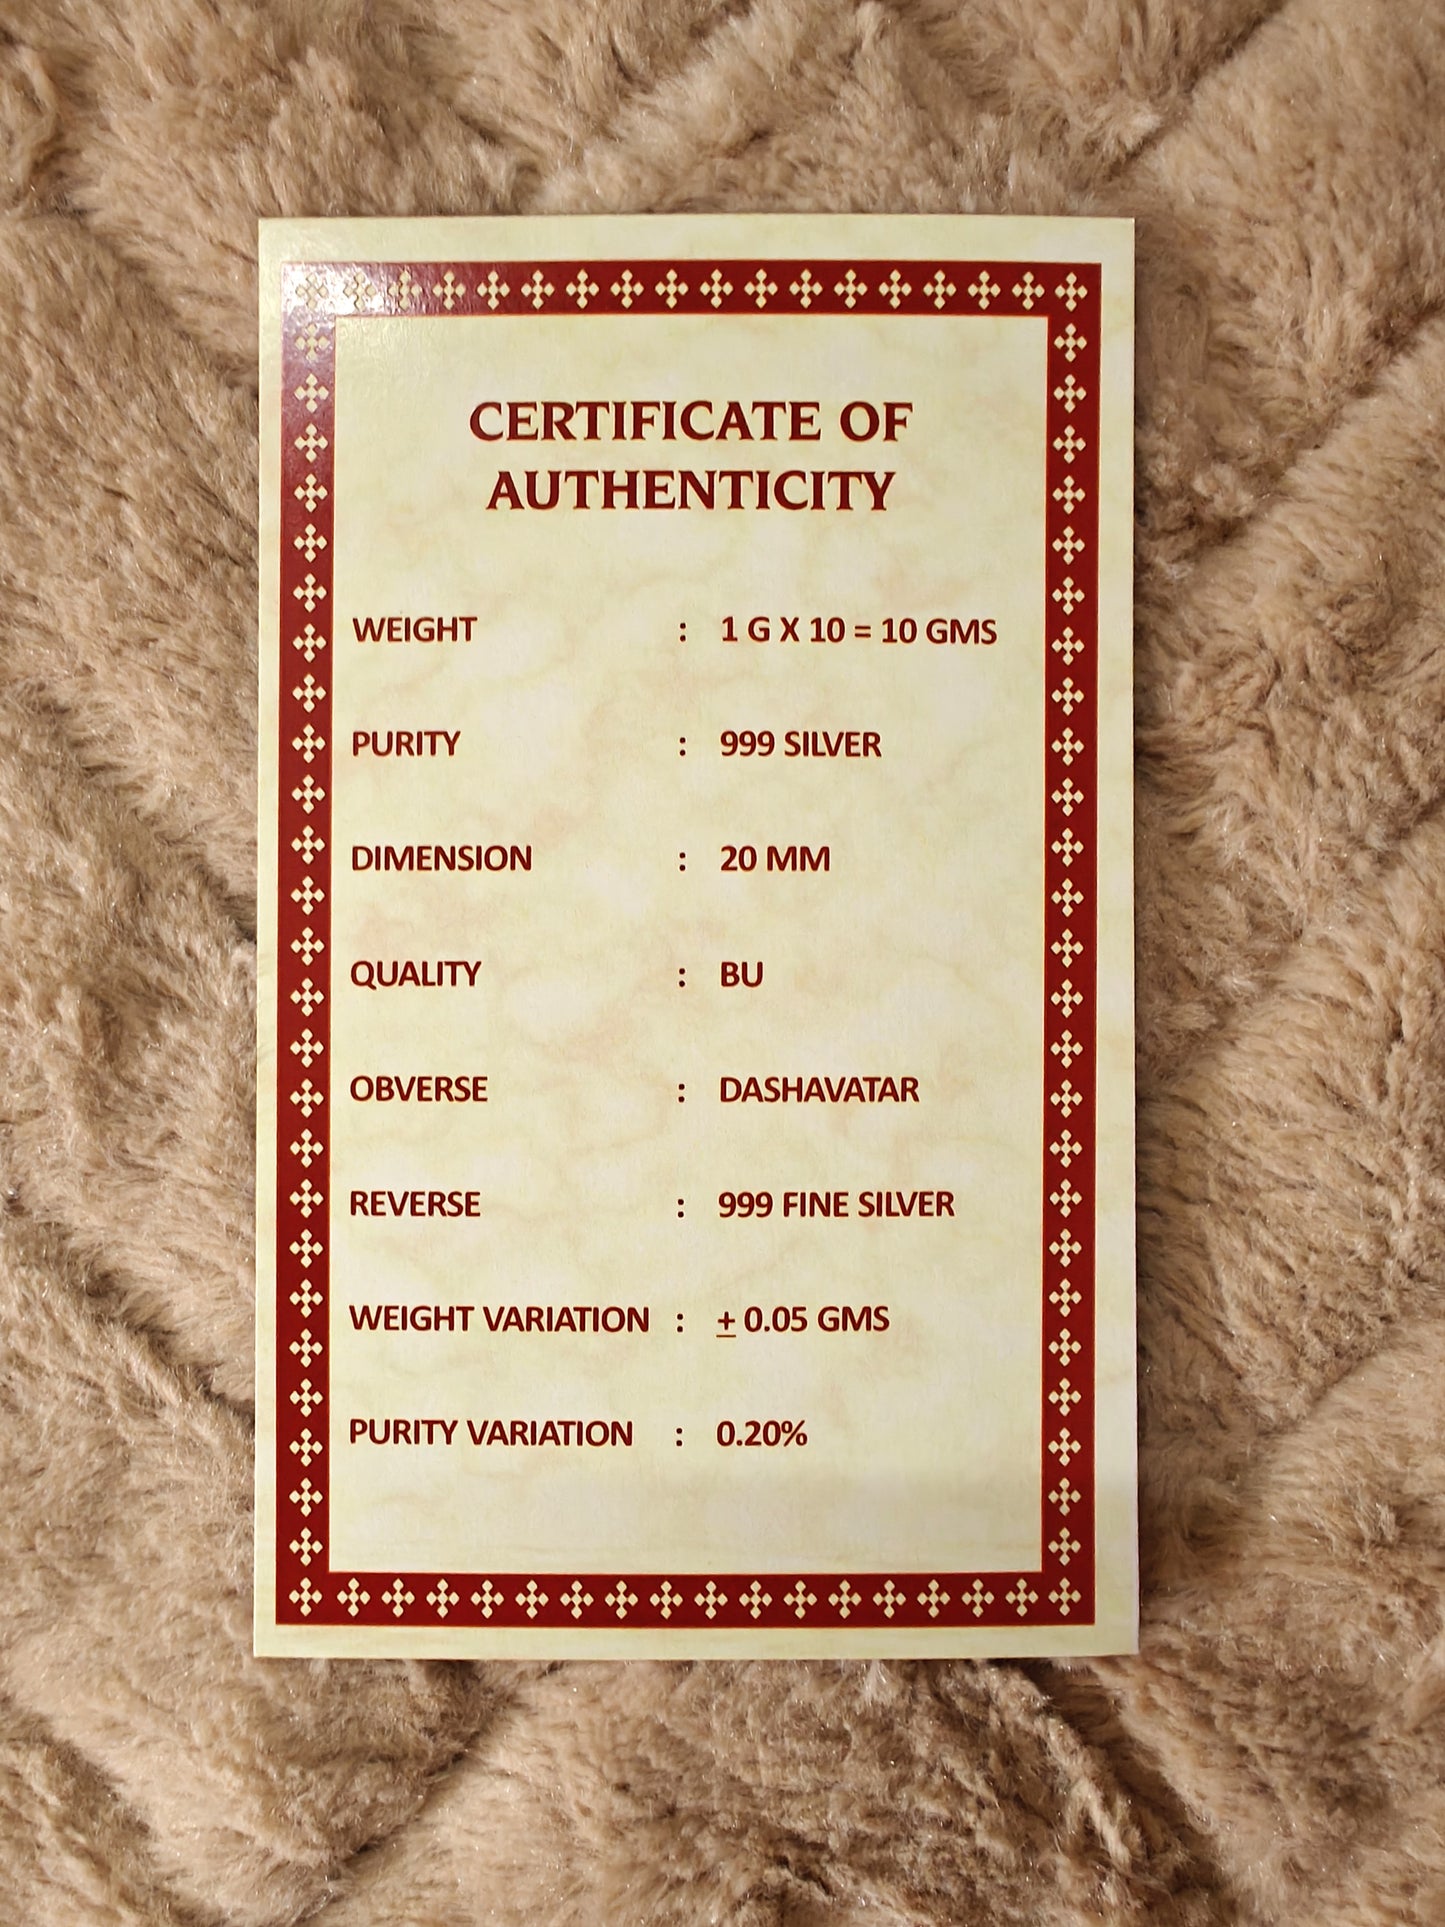 CERTIFICATE OF
AUTHENTICITY
WEIGHT : 1 G X 10 = 10 GMS
PURITY : 999 SILVER
DIMENSION : 20 MM
QUALITY : BU
OBVERSE : DASHAVATAR
REVERSE : 999 FINE SILVER
WEIGHT VARIATION : ± 0.05 GMS
PURITY VARIATION : 0.20%